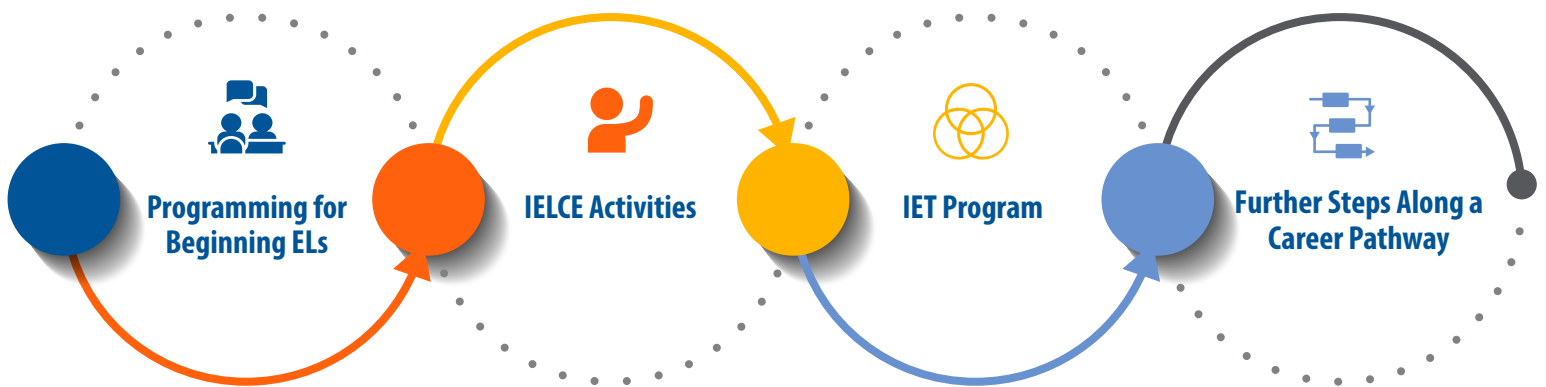 Programming for
Beginning ELs
IELCE Activities
IET Program
Further Steps Along a
Career Pathway